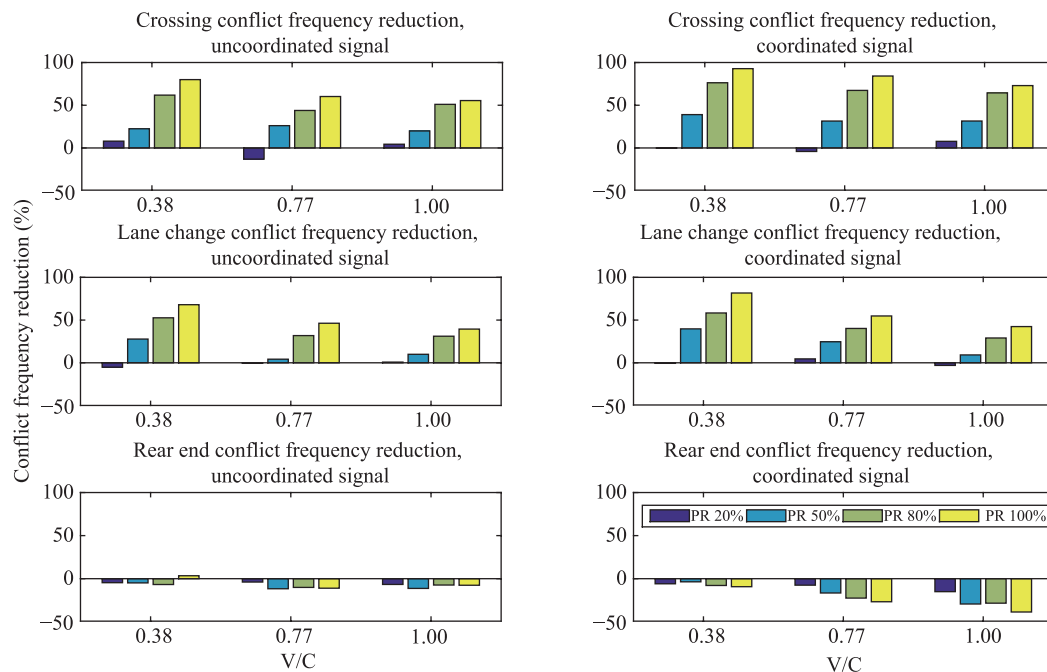 Crossing conflict frequency reduction,
uncoordinated signal
100
50
0
−50
0.38
0.77
1.00
Crossing conflict frequency reduction,
coordinated signal
100
50
0
−50
0.38
0.77
1.00
Conflict frequency reduction (%)
Lane change conflict frequency reduction,
uncoordinated signal
100
50
0
−50
0.38
0.77
1.00
Lane change conflict frequency reduction,
coordinated signal
100
50
0
−50
0.38
0.77
1.00
Rear end conflict frequency reduction,
uncoordinated signal
100
50
0
−50
0.38
0.77
1.00
V/C
Rear end conflict frequency reduction,
coordinated signal
100
50
0
−50
PR 20%
PR 50%
PR 80%
PR 100%
0.38
0.77
1.00
V/C